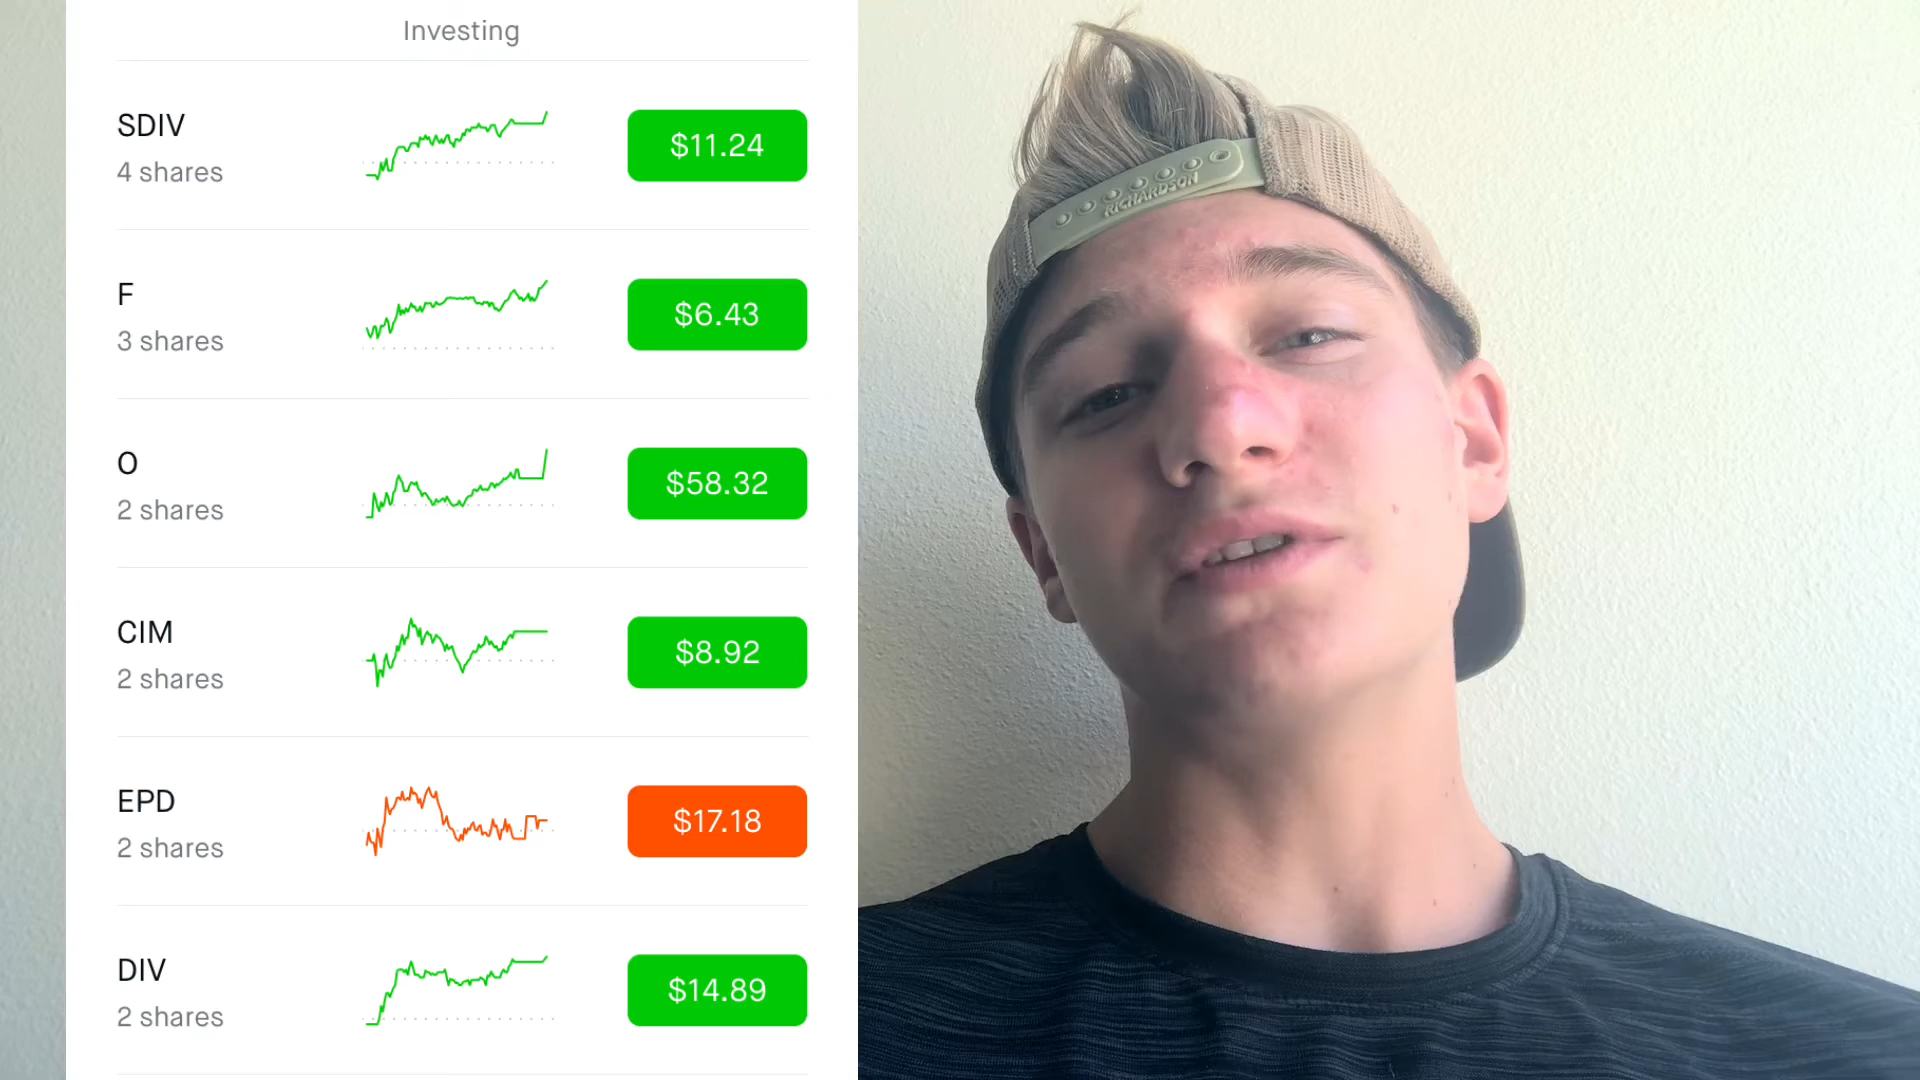 Investing
SDIV
4 shares
$11.24
F
3 shares
$6.43
O
2 shares
$58.32
CIM
2 shares
$8.92
EPD
2 shares
$17.18
DIV
2 shares
$14.89
RICHARDSON